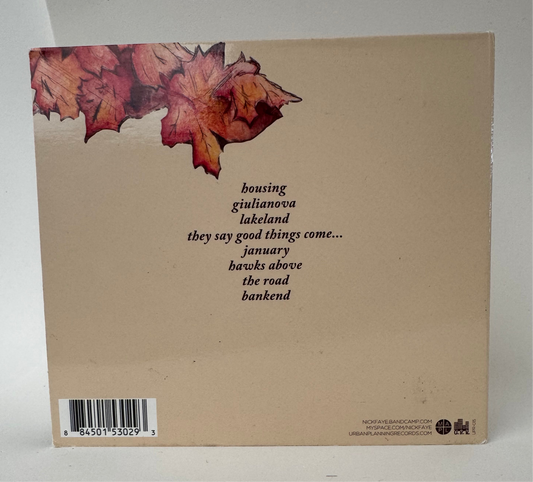 housing
giulianova
lakeland
they say good things come...
january
hawks above
the road
bankend
8 84501 53029 3
NICKFAYE.BANDCAMP.COM
MYSPACE.COM/NICKFAYE
URBANPLANNINGRECORDS.COM